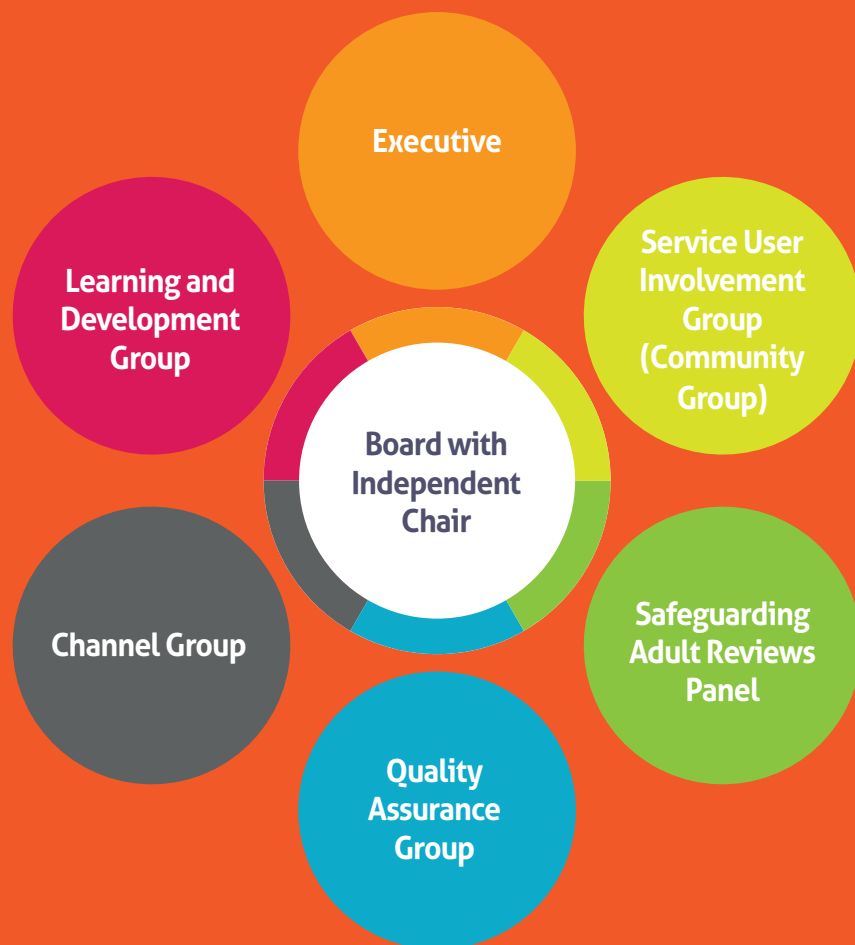 Executive
Learning and
Development
Group
Service User
Involvement
Group
(Community
Group)
Board with
Independent
Chair
Channel Group
Safeguarding
Adult Reviews
Panel
Quality
Assurance
Group